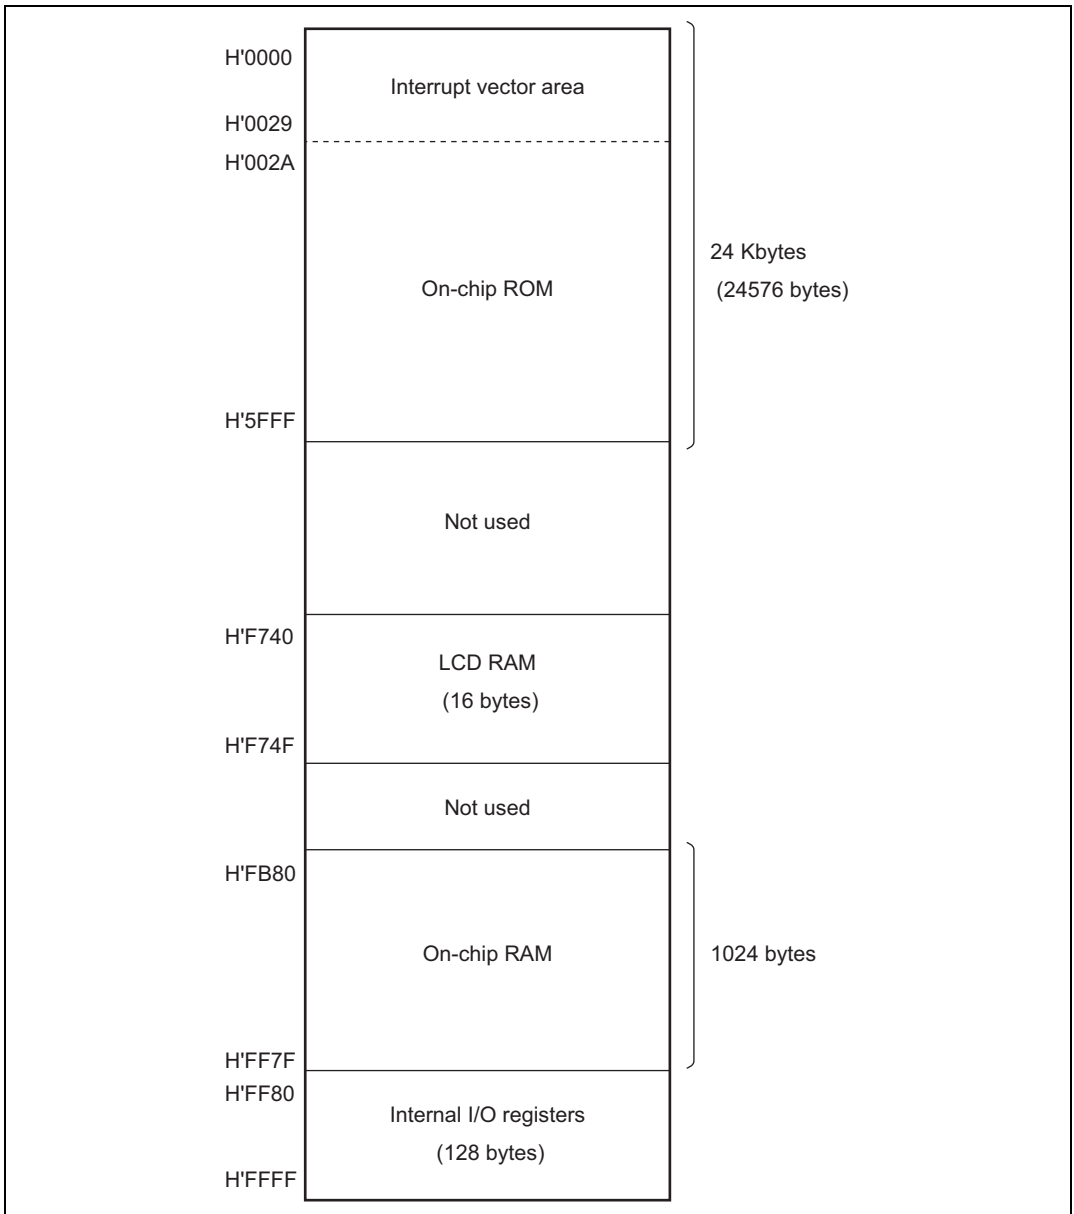 H'0000
Interrupt vector area
H'0029
H'002A
24 Kbytes
On-chip ROM
(24576 bytes)
H'5FFF
Not used
H'F740
LCD RAM
(16 bytes)
H'F74F
Not used
H'FB80
On-chip RAM
1024 bytes
H'FF7F
H'FF80
Internal I/O registers
(128 bytes)
H'FFFF